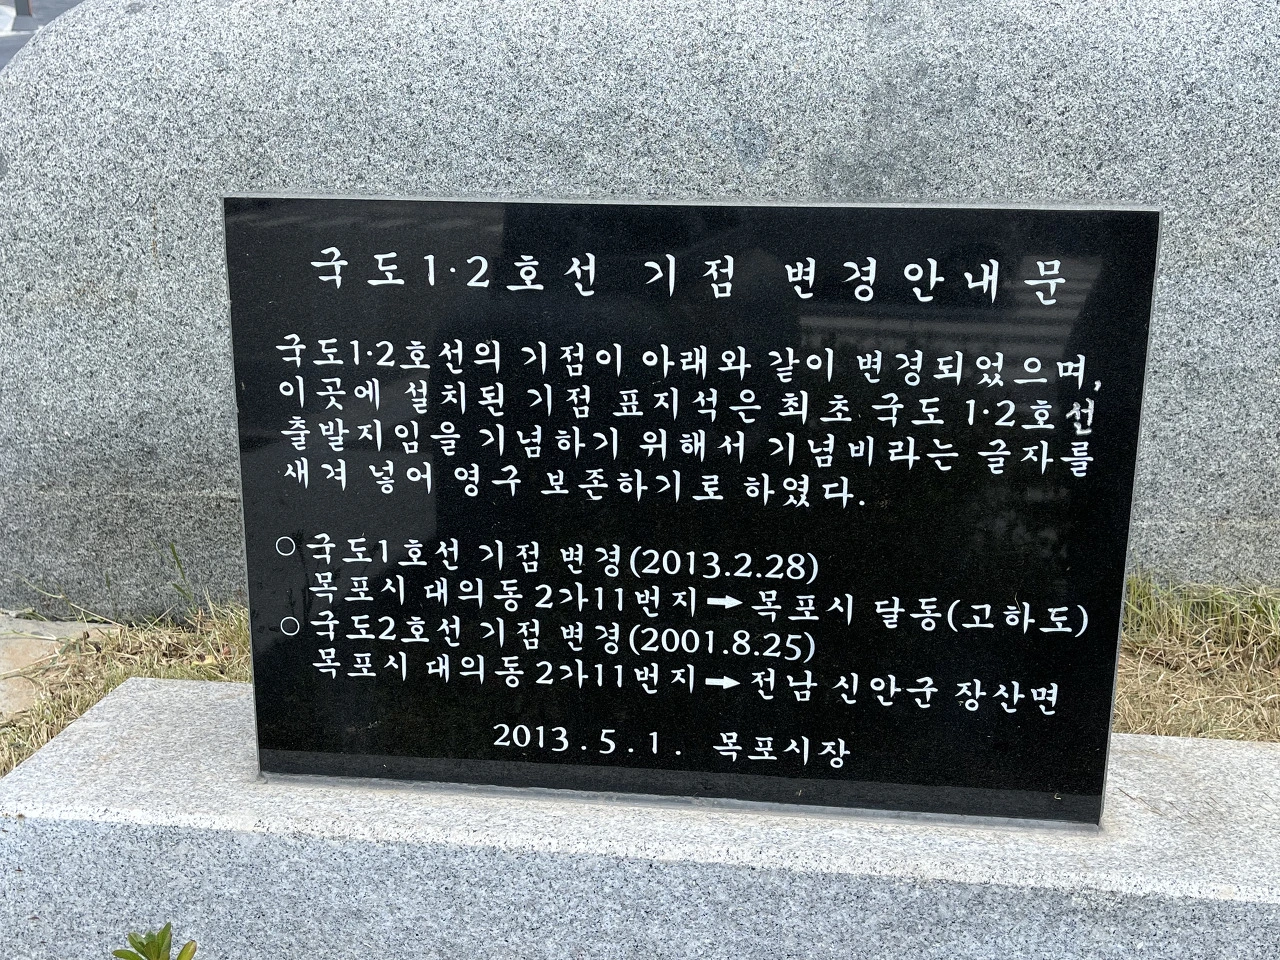 국도1·2호선 기점 변경안내문
국도1·2호선의 기점이 아래와 같이 변경되었으며,
이곳에 설치된 기점 표지석은 최초 국도 1·2호선
출발지임을 기념하기 위해서 기념비라는 글자를
새겨 넣어 영구 보존하기로 하였다.
○ 국도1호선 기점 변경(2013.2.28)
목포시 대의동 2가11번지→목포시 달동(고하도)
○ 국도2호선 기점 변경(2001.8.25)
목포시 대의동 2가11번지→전남 신안군 장산면
2013.5.1. 목포시장